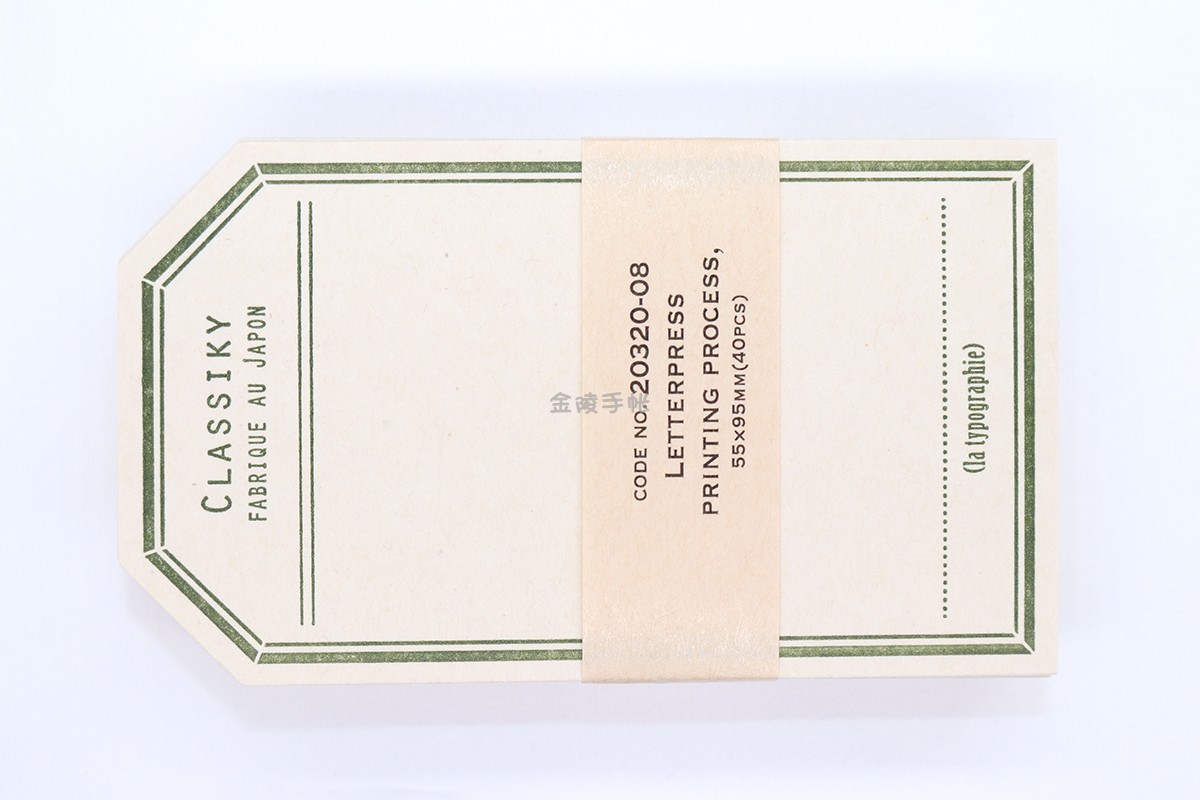 CLASSIKY
FABRIQUE AU JAPON
CODE NO.20320-08
LETTERPRESS
PRINTING PROCESS,
55×95MM(40PCS)
(la typographie)
金陵手帐